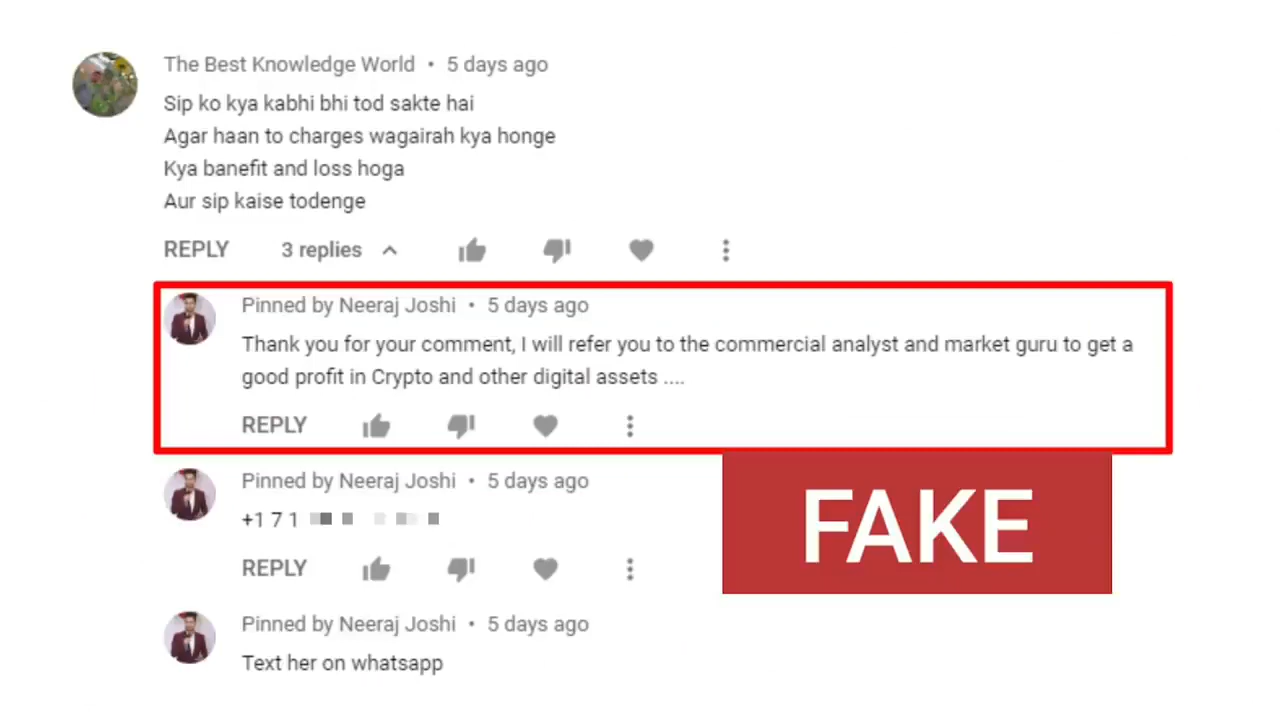 The Best Knowledge World • 5 days ago
Sip ko kya kabhi bhi tod sakte hai
Agar haan to charges wagairah kya honge
Kya banefit and loss hoga
Aur sip kaise todenge
REPLY 3 replies
Pinned by Neeraj Joshi • 5 days ago
Thank you for your comment, I will refer you to the commercial analyst and market guru to get a
good profit in Crypto and other digital assets ....
REPLY
Pinned by Neeraj Joshi • 5 days ago
+1 7 1
REPLY
FAKE
Pinned by Neeraj Joshi • 5 days ago
Text her on whatsapp